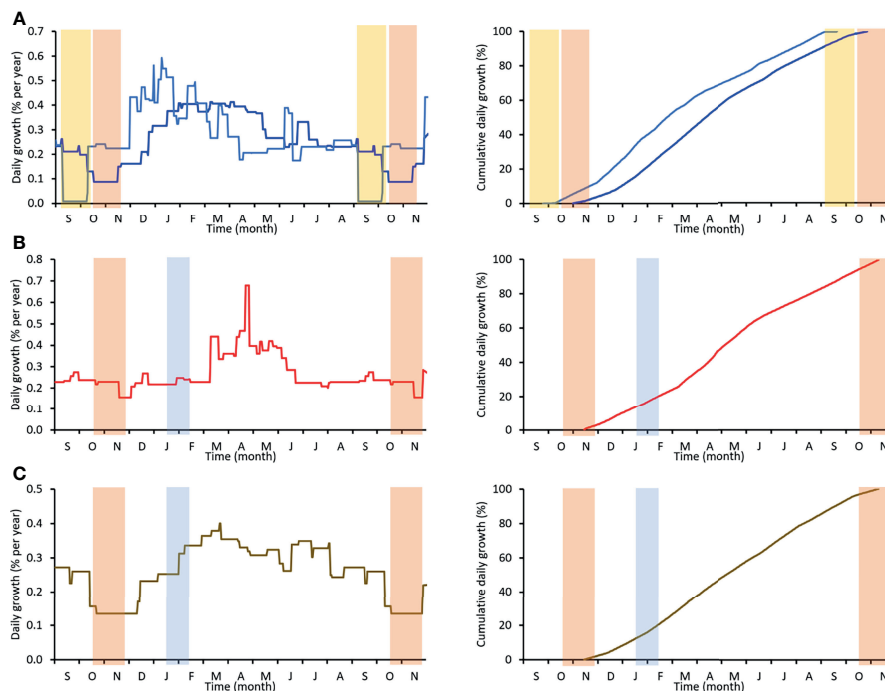 A
Daily growth (% per year)
0.7
0.6
0.5
0.4
0.3
0.2
0.1
0.0
S O N D J F M A M J J A S O N
Time (month)
Cumulative daily growth (%)
100
80
60
40
20
0
S O N D J F M A M J J A S O N
Time (month)
B
Daily growth (% per year)
0.8
0.7
0.6
0.5
0.4
0.3
0.2
0.1
0.0
S O N D J F M A M J J A S O N
Time (month)
Cumulative daily growth (%)
100
80
60
40
20
0
S O N D J F M A M J J A S O N
Time (month)
C
Daily growth (% per year)
0.5
0.4
0.3
0.2
0.1
0.0
S O N D J F M A M J J A S O N
Time (month)
Cumulative daily growth (%)
100
80
60
40
20
0
S O N D J F M A M J J A S O N
Time (month)